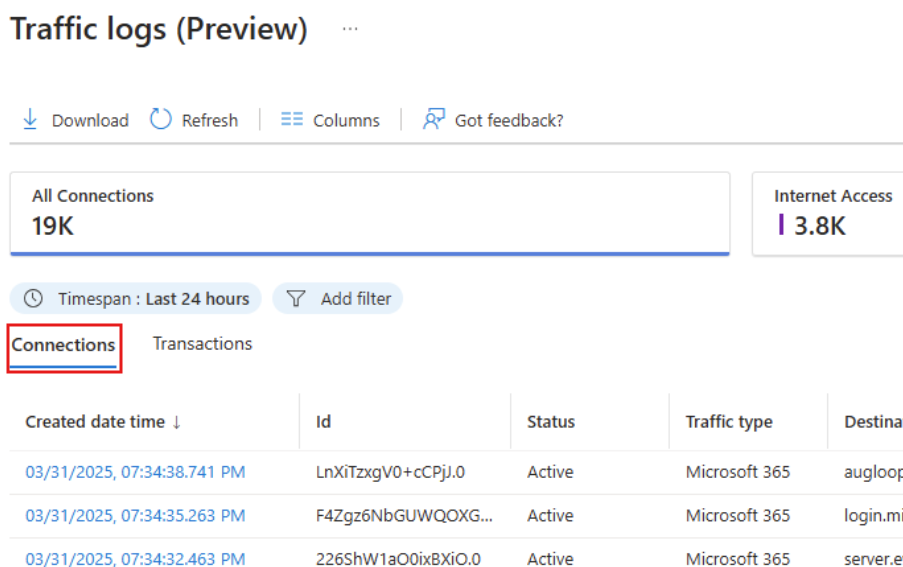 Traffic logs (Preview) ...
Download Refresh Columns Got feedback?
All Connections Internet Access
19K 3.8K
Timespan : Last 24 hours Add filter
Connections Transactions
Created date time ↓ Id Status Traffic type Destina
03/31/2025, 07:34:38.741 PM LnXiTzxgV0+cCPjJ.0 Active Microsoft 365 augloop
03/31/2025, 07:34:35.263 PM F4Zgz6NbGUWQOXG... Active Microsoft 365 login.mi
03/31/2025, 07:34:32.463 PM 226ShW1aO0ixBXiO.0 Active Microsoft 365 server.e